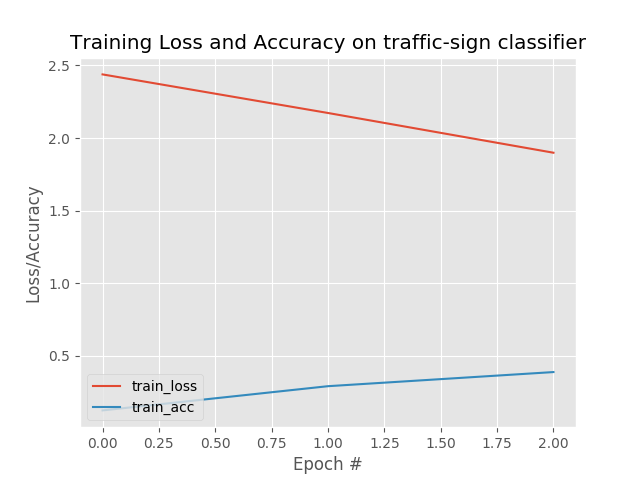 Training Loss and Accuracy on traffic-sign classifier
2.5
2.0
1.5
1.0
0.5
Loss/Accuracy
train_loss
train_acc
0.00 0.25 0.50 0.75 1.00 1.25 1.50 1.75 2.00
Epoch #